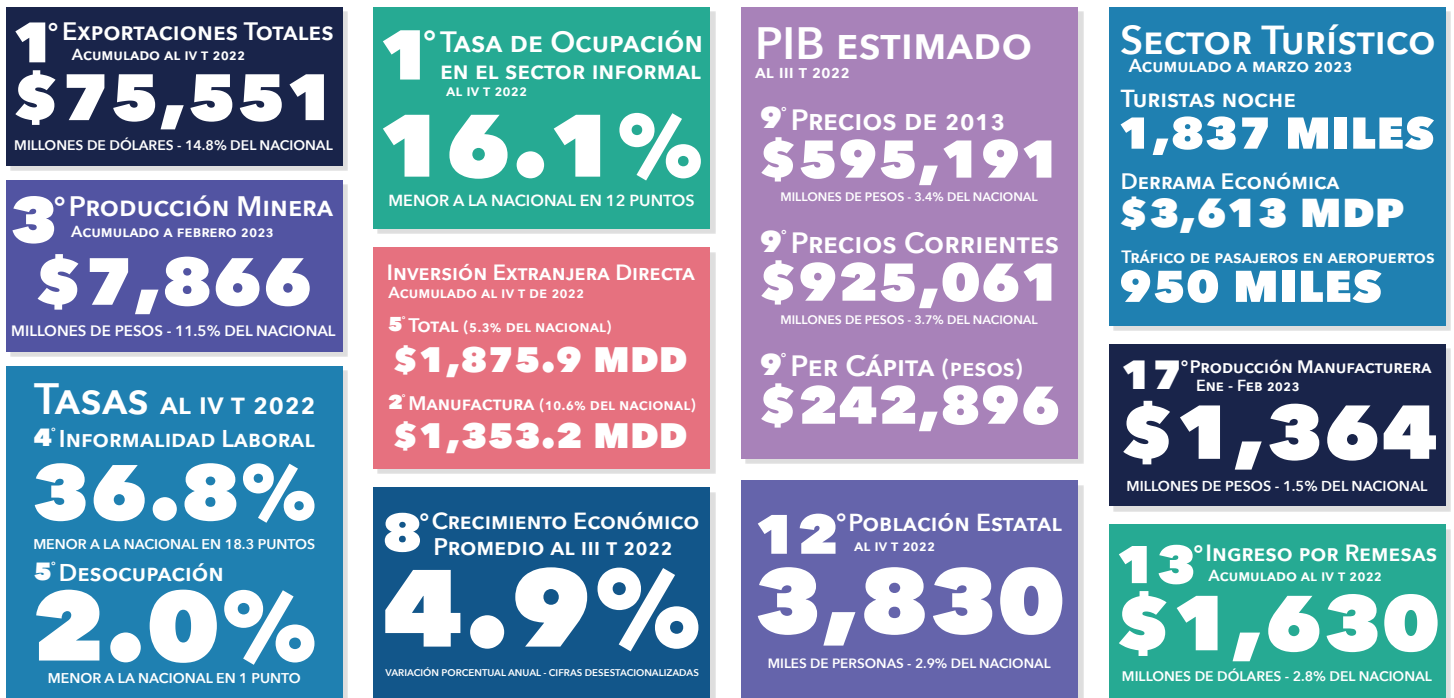 1° Exportaciones Totales
Acumulado al IV T 2022
$75,551
MILLONES DE DÓLARES - 14.8% DEL NACIONAL
3° Producción Minera
Acumulado a febrero 2023
$7,866
MILLONES DE PESOS - 11.5% DEL NACIONAL
Tasas al IV T 2022
4° Informalidad Laboral
36.8%
MENOR A LA NACIONAL EN 18.3 PUNTOS
5° Desocupación
2.0%
MENOR A LA NACIONAL EN 1 PUNTO
1° Tasa de Ocupación
en el sector informal
al IV T 2022
16.1%
MENOR A LA NACIONAL EN 12 PUNTOS
Inversión Extranjera Directa
Acumulado al IV T de 2022
5° Total (5.3% del nacional)
$1,875.9 MDD
2° Manufactura (10.6% del nacional)
$1,353.2 MDD
8° Crecimiento Económico
Promedio al III T 2022
4.9%
VARIACIÓN PORCENTUAL ANUAL - CIFRAS DESESTACIONALIZADAS
PIB estimado
al III T 2022
9° Precios de 2013
$595,191
MILLONES DE PESOS - 3.4% DEL NACIONAL
9° Precios Corrientes
$925,061
MILLONES DE PESOS - 3.7% DEL NACIONAL
9° Per Cápita (pesos)
$242,896
12° Población Estatal
al IV T 2022
3,830
MILES DE PERSONAS - 2.9% DEL NACIONAL
Sector Turístico
Acumulado a marzo 2023
Turistas noche
1,837 MILES
Derrama Económica
$3,613 MDP
Tráfico de pasajeros en aeropuertos
950 MILES
17° Producción Manufacturera
Ene - Feb 2023
$1,364
MILLONES DE PESOS - 1.5% DEL NACIONAL
13° Ingreso por Remesas
Acumulado al IV T 2022
$1,630
MILLONES DE DÓLARES - 2.8% DEL NACIONAL